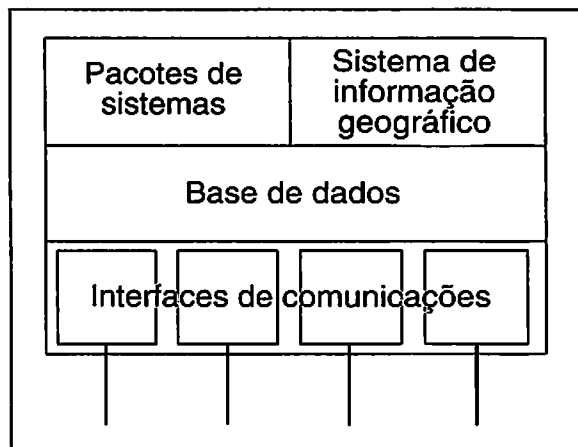 Pacotes de
sistemas
Sistema de
informação
geográfico
Base de dados
Interfaces de comunicações